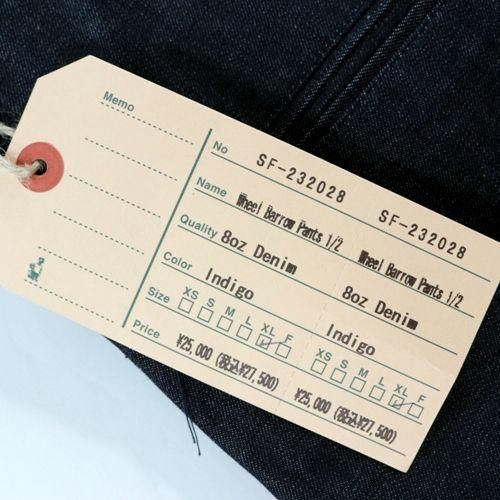 Memo
No SF-232028 SF-232028
Name Wheel Barrow Pants 1/2 Wheel Barrow Pants 1/2
Quality 8oz Denim 8oz Denim
Color Indigo Indigo
Size XS S M L XL F XS S M L XL F
Price ¥25,000 (税込¥27,500) ¥25,000 (税込¥27,500)